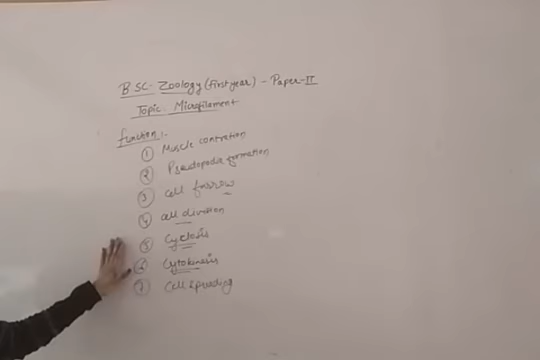 B.SC. Zoology (first year) - Paper-II
Topic. Microfilament
function:-
1 Muscle contration
2 Pseudopodia formation
3 Cell furrow
4 Cell division
5 Cyclosis
6 Cytokinesis
7 Cell spreading